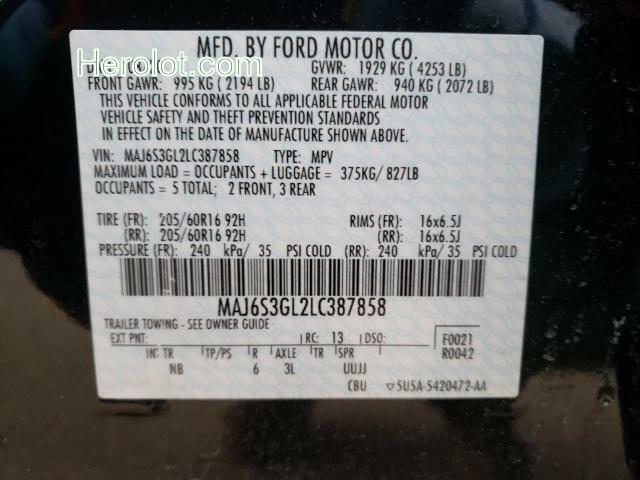 MFD. BY FORD MOTOR CO.
Herolot.com
GVWR: 1929 KG ( 4253 LB)
FRONT GAWR: 995 KG ( 2194 LB) REAR GAWR: 940 KG ( 2072 LB)
THIS VEHICLE CONFORMS TO ALL APPLICABLE FEDERAL MOTOR
VEHICLE SAFETY AND THEFT PREVENTION STANDARDS
IN EFFECT ON THE DATE OF MANUFACTURE SHOWN ABOVE.
VIN: MAJ6S3GL2LC387858 TYPE: MPV
MAXIMUM LOAD = OCCUPANTS + LUGGAGE = 375KG/ 827LB
OCCUPANTS = 5 TOTAL; 2 FRONT, 3 REAR
TIRE (FR): 205/60R16 92H RIMS (FR): 16x6.5J
(RR): 205/60R16 92H (RR): 16x6.5J
PRESSURE (FR): 240 kPa/ 35 PSI COLD (RR): 240 kPa/ 35 PSI COLD
MAJ6S3GL2LC387858
TRAILER TOWING - SEE OWNER GUIDE
EXT PNT: RC: 13 DSO: F0021
R0042
TR TP/PS R AXLE TR SPR
NB 6 3L UUJJ
CBU ▽5U5A-5420472-AA